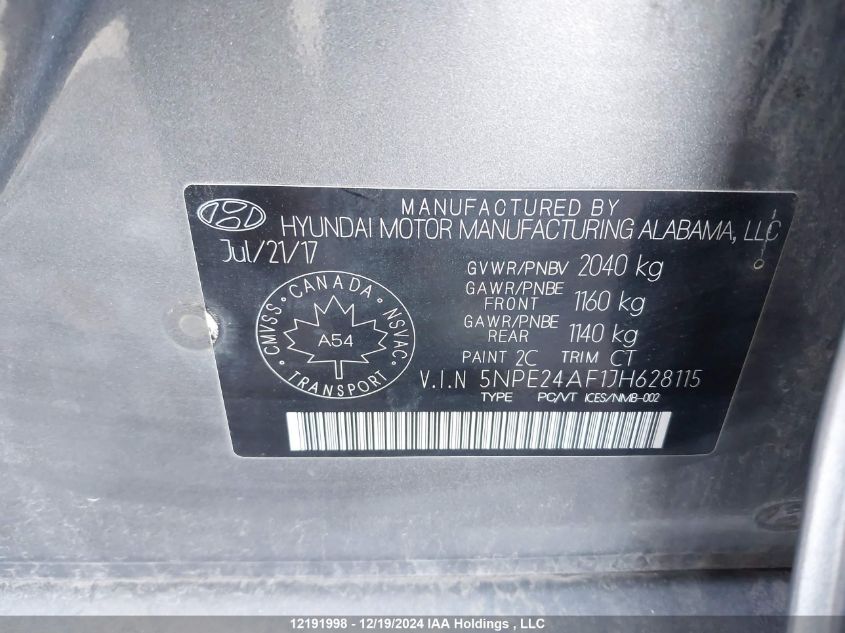 MANUFACTURED BY
HYUNDAI MOTOR MANUFACTURING ALABAMA, LLC
Jul/21/17
GVWR/PNBV 2040 kg
GAWR/PNBE FRONT 1160 kg
GAWR/PNBE REAR 1140 kg
PAINT 2C TRIM CT
V.I.N 5NPE24AF1JH628115
TYPE PC/VT ICES/NMB-002
CANADA
CMVSS NSVAC
A54
TRANSPORT
12191998 - 12/19/2024 IAA Holdings, LLC